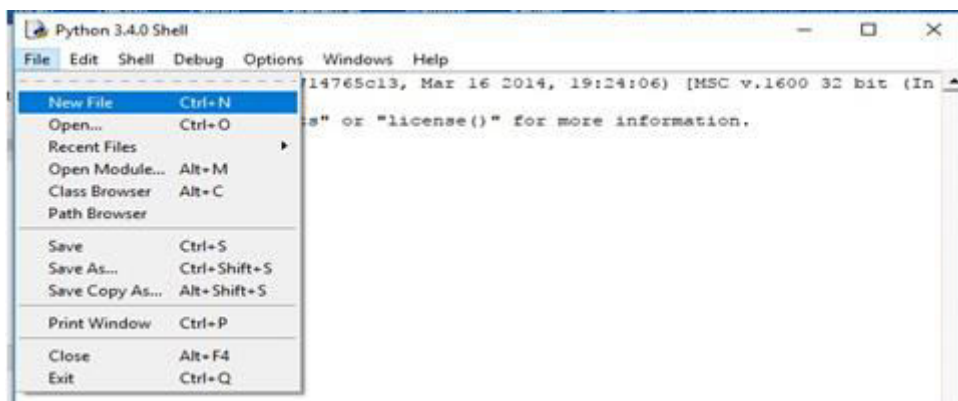 Python 3.4.0 Shell
File Edit Shell Debug Options Windows Help
14765c13, Mar 16 2014, 19:24:06) [MSC v.1600 32 bit (In
New File Ctrl+N
s" or "license()" for more information.
Open... Ctrl+O
Recent Files
Open Module... Alt+M
Class Browser Alt+C
Path Browser
Save Ctrl+S
Save As... Ctrl+Shift+S
Save Copy As... Alt+Shift+S
Print Window Ctrl+P
Close Alt+F4
Exit Ctrl+Q